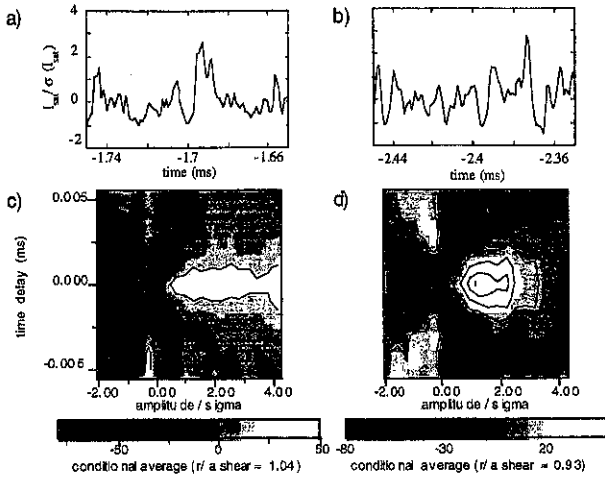 a)
b)
I_sat / σ (I_sat)
4
2
0
-2
-1.74
-1.7
-1.66
time (ms)
-2.44
-2.4
-2.36
time (ms)
c)
d)
time delay (ms)
0.005
0.000
-0.005
-2.00
0.00
2.00
4.00
amplitude / sigma
-2.00
0.00
2.00
4.00
amplitude / sigma
-50
0
50
conditional average (r/ a shear = 1.04)
-80
-30
20
conditional average (r/ a shear = 0.93)